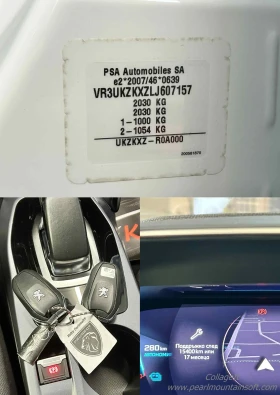 PSA Automobiles SA
e2*2007/46*0639
VR3UKZKXZLJ607157
2030 KG
2030 KG
1-1000 KG
2-1054 KG
UKZKXZ-R0A000
280 km
Поддръжка след
15400km или
17 месеца
Collage
www.pearlmountainsoft.com